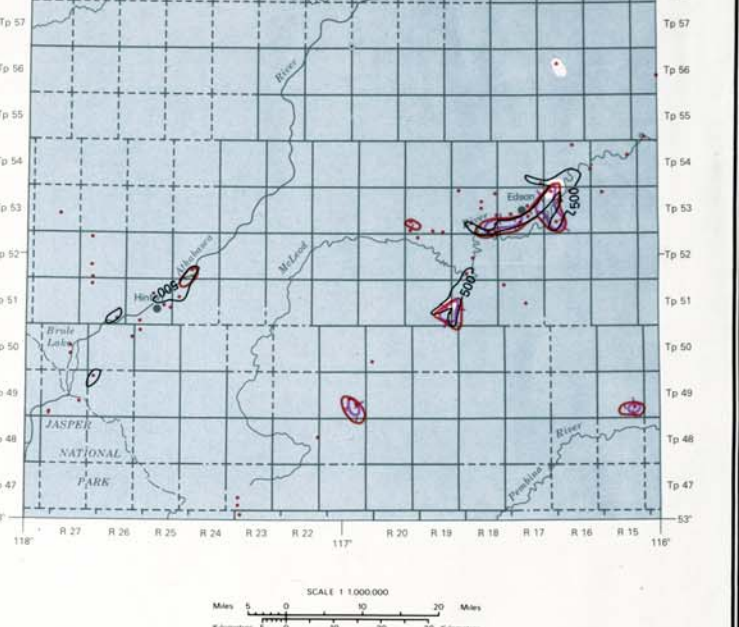 Tp 57
Tp 57
River
Tp 56
Tp 56
Tp 55
Tp 55
Tp 54
Tp 54
Edson
500
Tp 53
River
Tp 53
Athabasca
McLeod
Tp 52
Tp 52
500
500
Tp 51
Tp 51
Brule
Lake
Tp 50
Tp 50
Tp 49
Tp 49
JASPER
River
Tp 48
Tp 48
NATIONAL
PARK
Pembina
Tp 47
Tp 47
53°
R 27 R 26 R 25 R 24 R 23 R 22 R 20 R 19 R 18 R 17 R 16 R 15
118° 117° 116°
SCALE 1 1,000,000
Miles 5 0 10 20 Miles